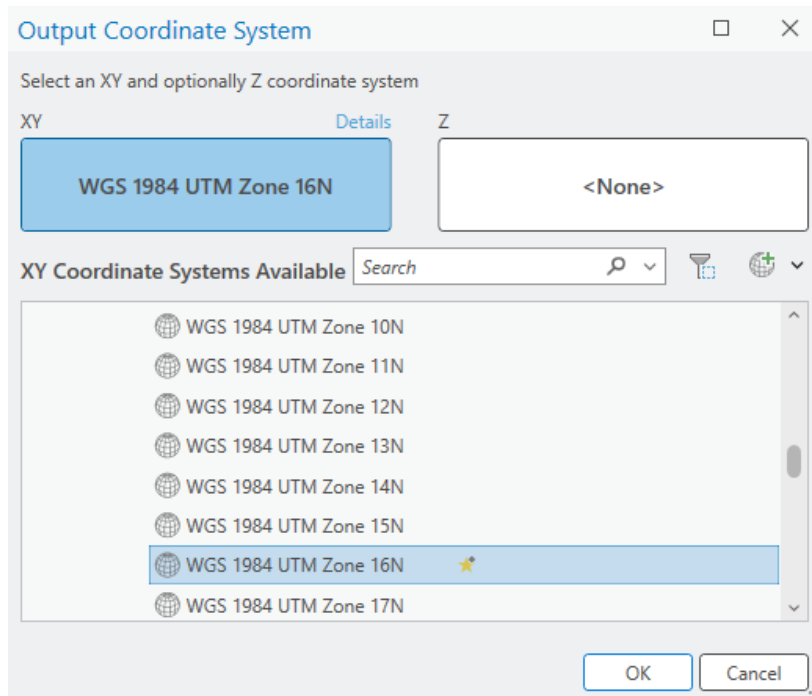 Output Coordinate System
Select an XY and optionally Z coordinate system
XY Details Z
WGS 1984 UTM Zone 16N <None>
XY Coordinate Systems Available Search
WGS 1984 UTM Zone 10N
WGS 1984 UTM Zone 11N
WGS 1984 UTM Zone 12N
WGS 1984 UTM Zone 13N
WGS 1984 UTM Zone 14N
WGS 1984 UTM Zone 15N
WGS 1984 UTM Zone 16N
WGS 1984 UTM Zone 17N
OK Cancel